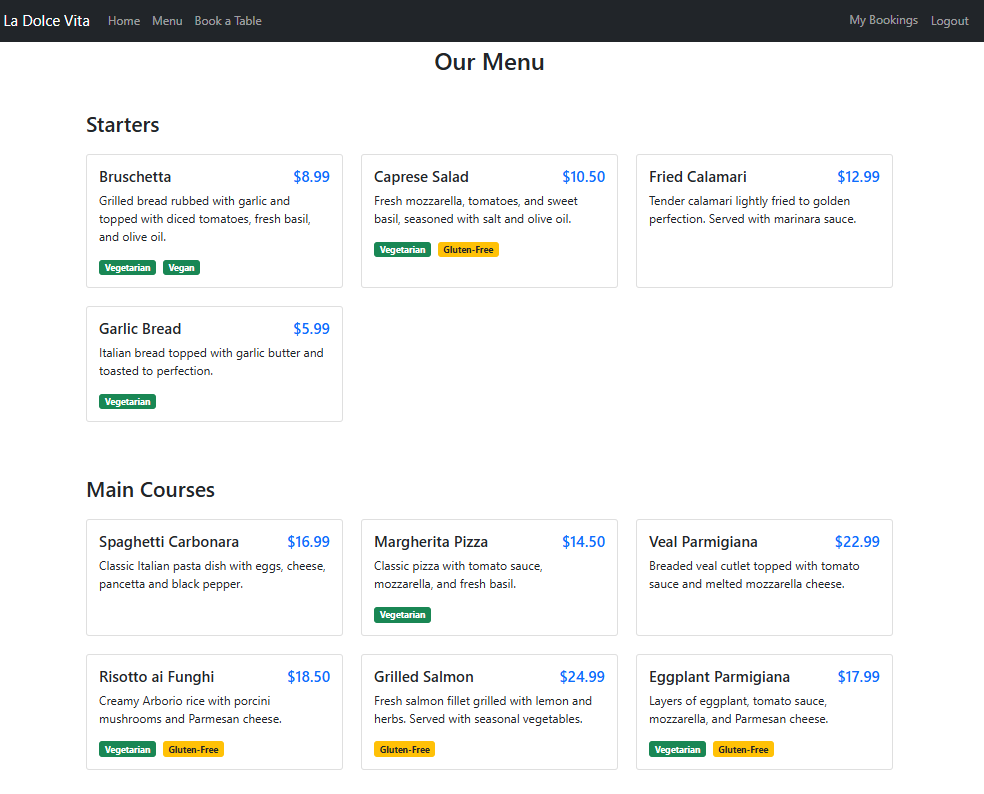 La Dolce Vita Home Menu Book a Table My Bookings Logout
Our Menu
Starters
Bruschetta $8.99
Grilled bread rubbed with garlic and
topped with diced tomatoes, fresh basil,
and olive oil.
Vegetarian Vegan
Caprese Salad $10.50
Fresh mozzarella, tomatoes, and sweet
basil, seasoned with salt and olive oil.
Vegetarian Gluten-Free
Fried Calamari $12.99
Tender calamari lightly fried to golden
perfection. Served with marinara sauce.
Garlic Bread $5.99
Italian bread topped with garlic butter and
toasted to perfection.
Vegetarian
Main Courses
Spaghetti Carbonara $16.99
Classic Italian pasta dish with eggs, cheese,
pancetta and black pepper.
Margherita Pizza $14.50
Classic pizza with tomato sauce,
mozzarella, and fresh basil.
Vegetarian
Veal Parmigiana $22.99
Breaded veal cutlet topped with tomato
sauce and melted mozzarella cheese.
Risotto ai Funghi $18.50
Creamy Arborio rice with porcini
mushrooms and Parmesan cheese.
Vegetarian Gluten-Free
Grilled Salmon $24.99
Fresh salmon fillet grilled with lemon and
herbs. Served with seasonal vegetables.
Gluten-Free
Eggplant Parmigiana $17.99
Layers of eggplant, tomato sauce,
mozzarella, and Parmesan cheese.
Vegetarian Gluten-Free